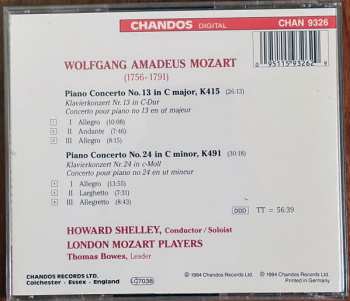 CHANDOS DIGITAL CHAN 9326
WOLFGANG AMADEUS MOZART
(1756-1791)
Piano Concerto No. 13 in C major, K415 (26:13)
Klavierkonzert Nr. 13 in C-Dur
Concerto pour piano no 13 en ut majeur
1 I Allegro (10:08)
2 II Andante (7:46)
3 III Allegro (8:15)
Piano Concerto No. 24 in C minor, K491 (30:18)
Klavierkonzert Nr. 24 in c-Moll
Concerto pour piano no 24 en ut mineur
I Allegro (13:55)
II Larghetto (7:31)
III Allegretto (8:43)
DDD TT = 56:39
HOWARD SHELLEY, Conductor/Soloist
LONDON MOZART PLAYERS
Thomas Bowes, Leader
CHANDOS RECORDS LTD.
Colchester - Essex - England
LC7038
℗ 1994 Chandos Records Ltd.
© 1994 Chandos Records Ltd.
Printed in Germany